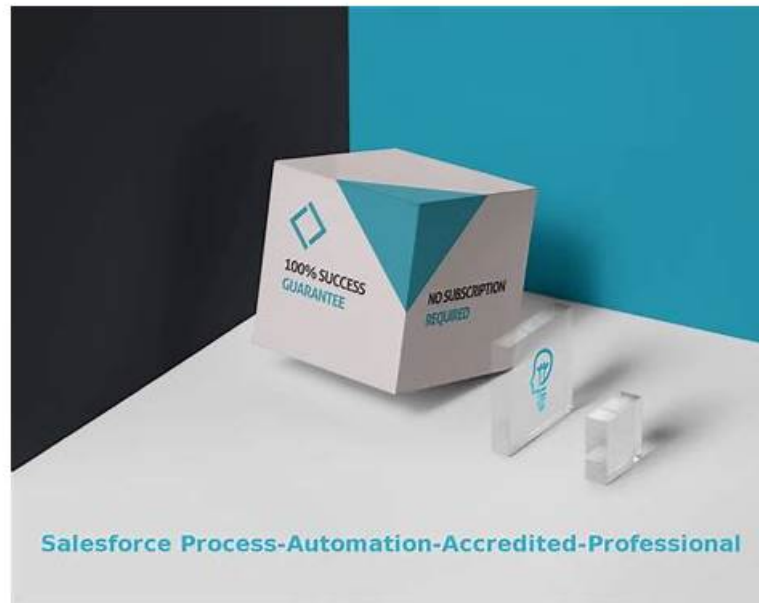 100% SUCCESS
GUARANTEE
NO SUBSCRIPTION
REQUIRED
Salesforce Process-Automation-Accredited-Professional